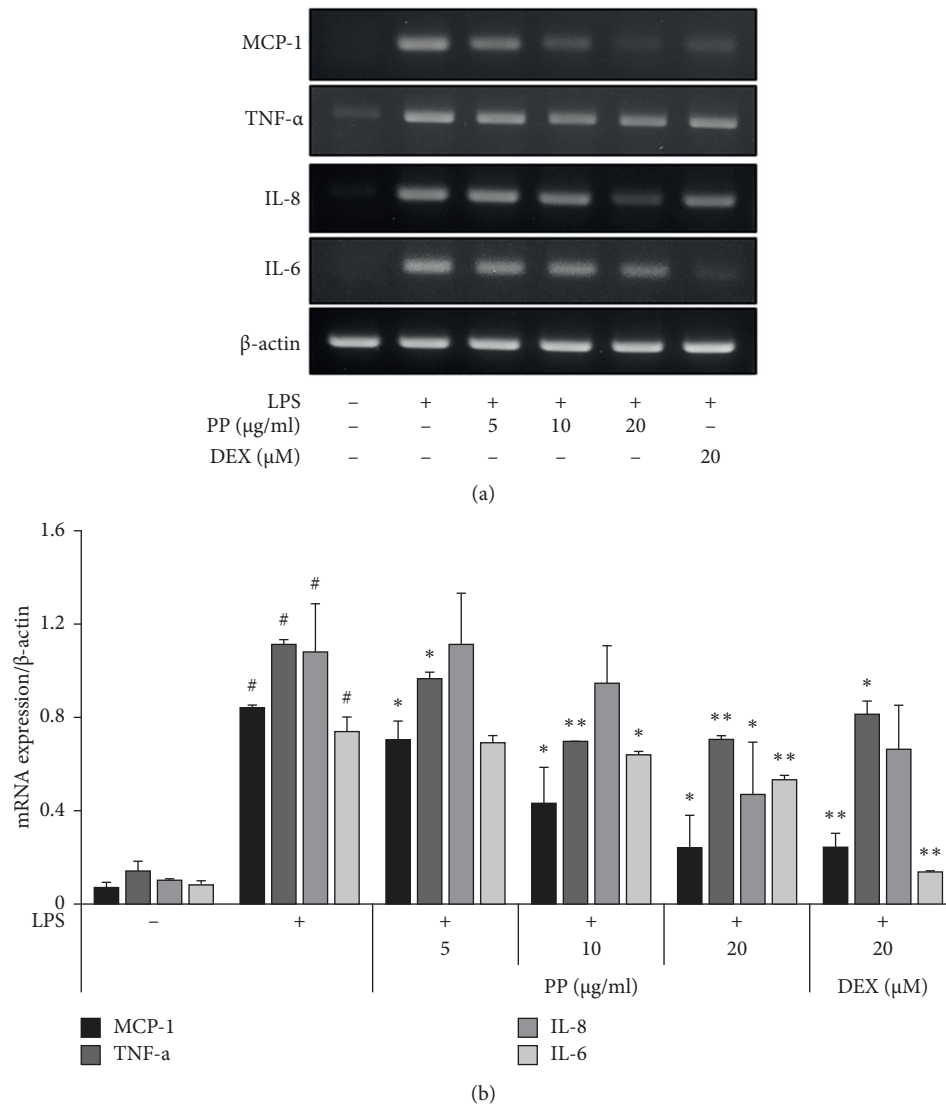 MCP-1
TNF-α
IL-8
IL-6
β-actin
LPS – + + + + +
PP (μg/ml) – – 5 10 20 –
DEX (μM) – – – – – 20
(a)
mRNA expression/β-actin
1.6
1.2
0.8
0.4
0
# # # #
* *
* ** *
* ** * **
** * **
LPS – + + + + +
5 10 20 20
PP (μg/ml) DEX (μM)
MCP-1 IL-8
TNF-a IL-6
(b)